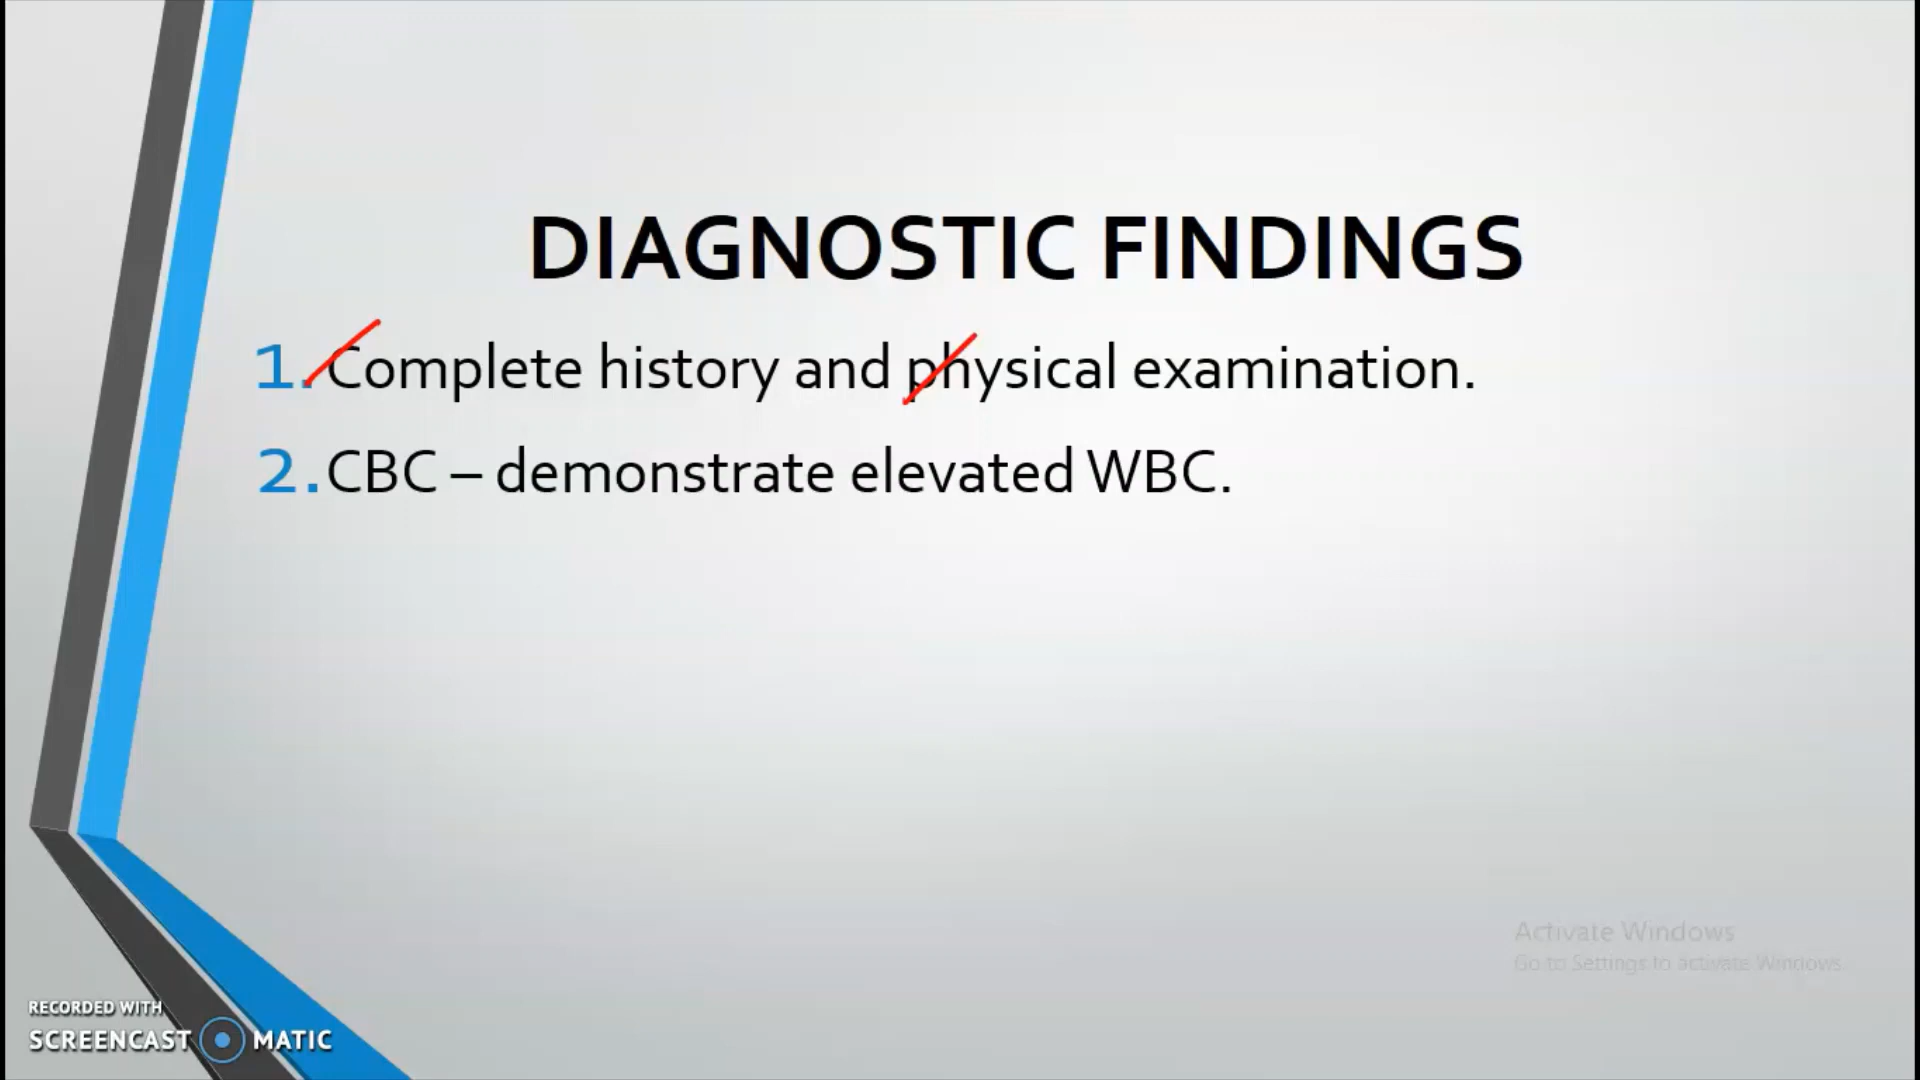 DIAGNOSTIC FINDINGS
1. Complete history and physical examination.
2. CBC – demonstrate elevated WBC.
Activate Windows
Go to Settings to activate Windows.
RECORDED WITH
SCREENCAST MATIC